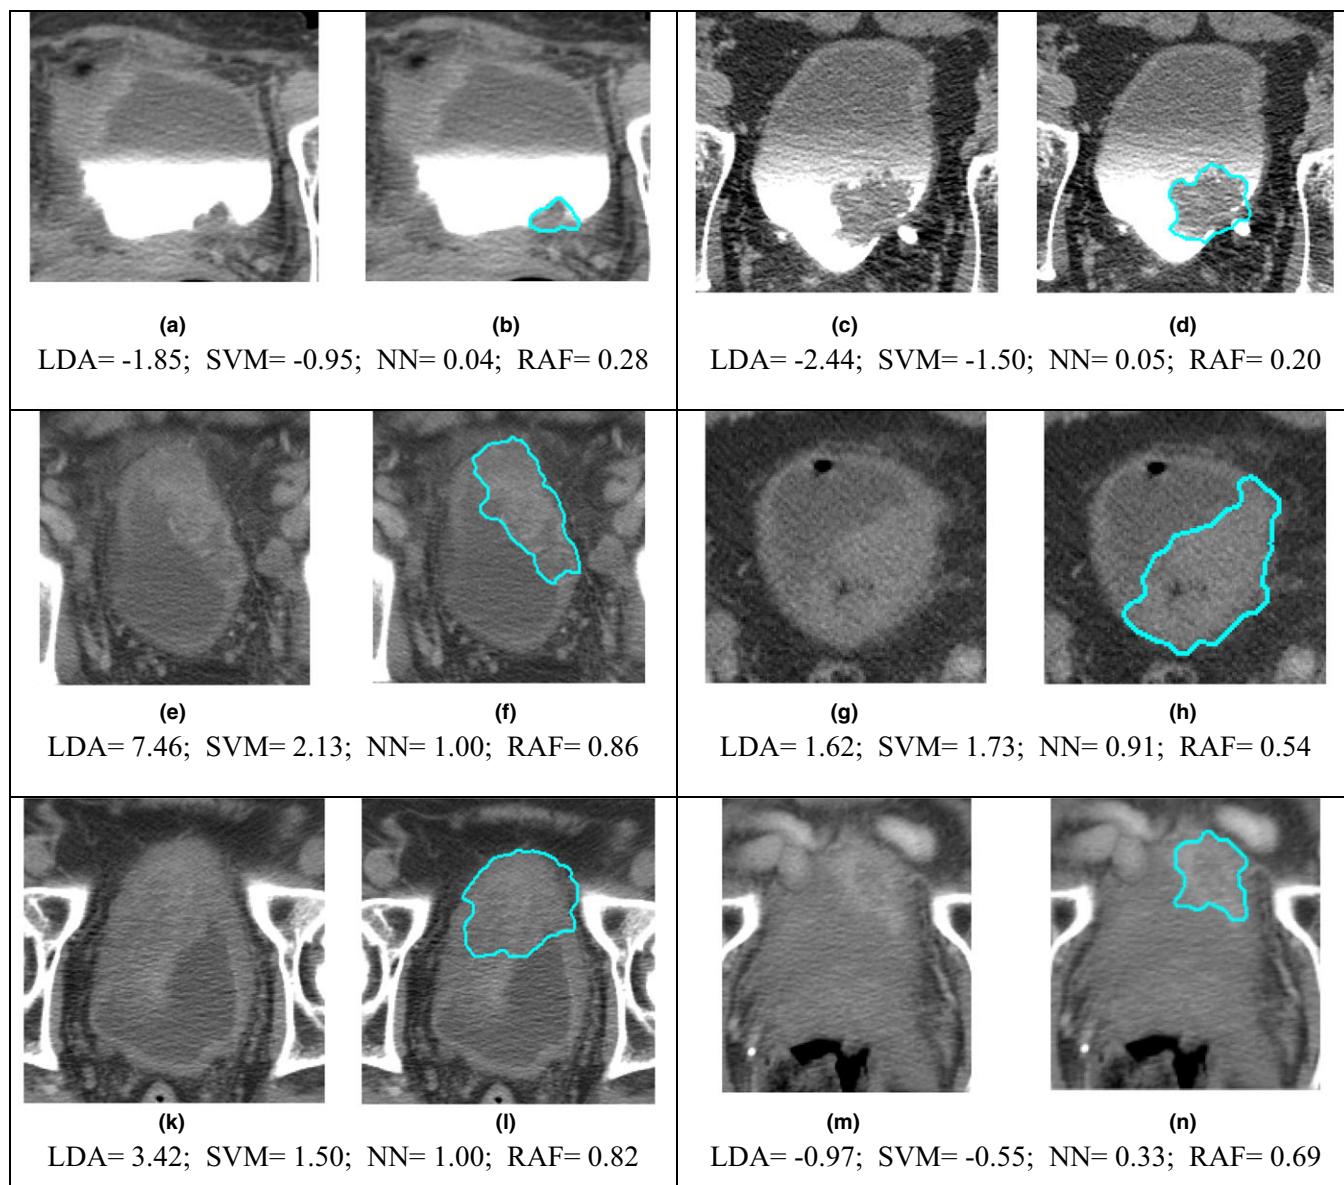 (a) (b) (c) (d)
LDA= -1.85; SVM= -0.95; NN= 0.04; RAF= 0.28
LDA= -2.44; SVM= -1.50; NN= 0.05; RAF= 0.20
(e) (f) (g) (h)
LDA= 7.46; SVM= 2.13; NN= 1.00; RAF= 0.86
LDA= 1.62; SVM= 1.73; NN= 0.91; RAF= 0.54
(k) (l) (m) (n)
LDA= 3.42; SVM= 1.50; NN= 1.00; RAF= 0.82
LDA= -0.97; SVM= -0.55; NN= 0.33; RAF= 0.69